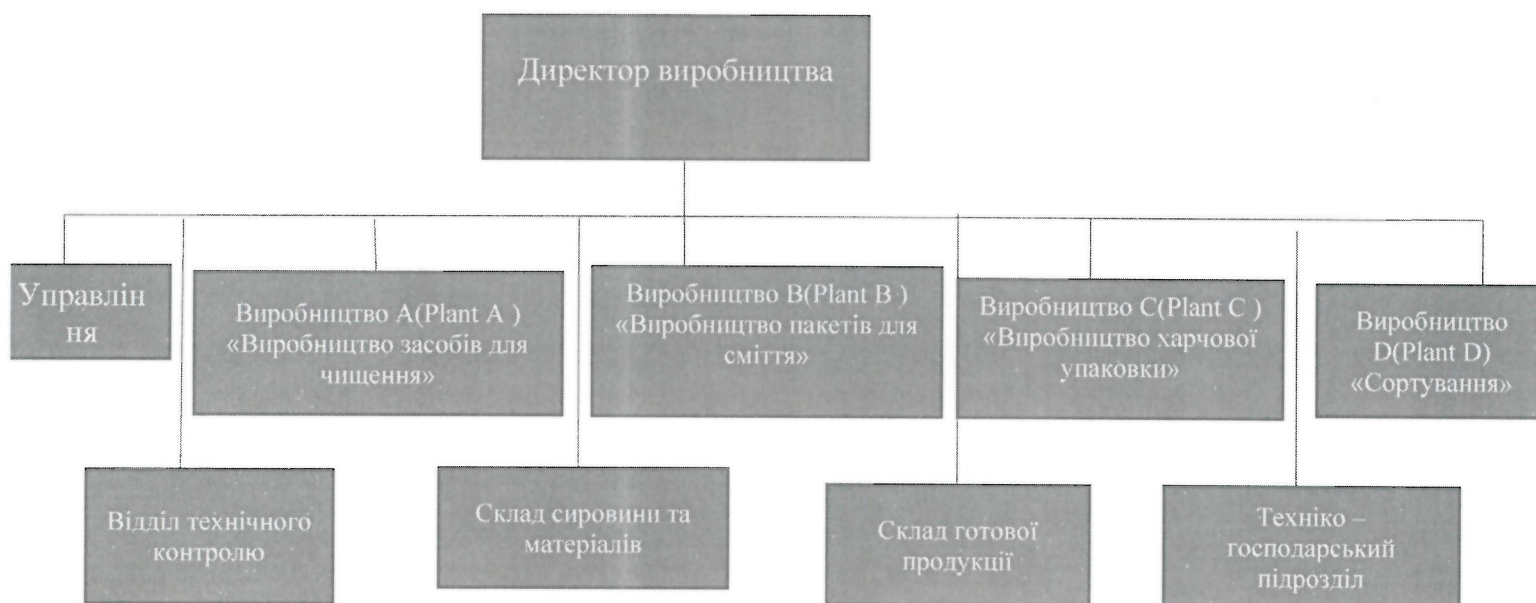 Директор виробництва
Управлін
ня
Виробництво А(Plant A )
«Виробництво засобів для
чищення»
Виробництво В(Plant B )
«Виробництво пакетів для
сміття»
Виробництво С(Plant C )
«Виробництво харчової
упаковки»
Виробництво
D(Plant D)
«Сортування»
Відділ технічного
контролю
Склад сировини та
матеріалів
Склад готової
продукції
Техніко –
господарський
підрозділ